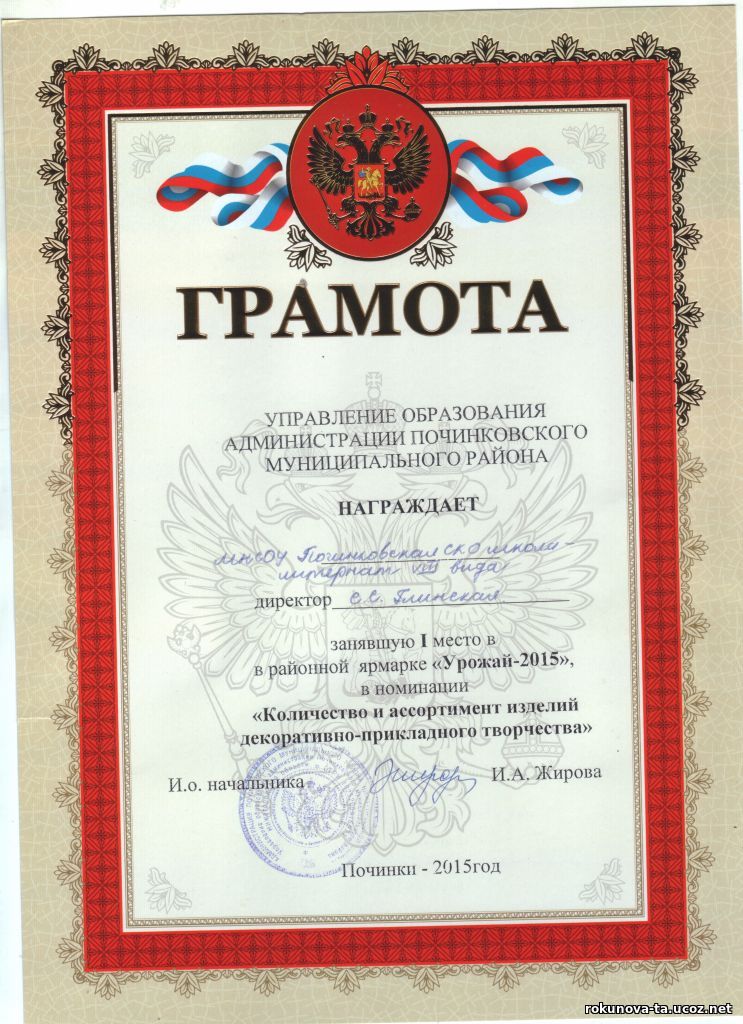 ГРАМОТА
УПРАВЛЕНИЕ ОБРАЗОВАНИЯ
АДМИНИСТРАЦИИ ПОЧИНКОВСКОГО
МУНИЦИПАЛЬНОГО РАЙОНА
НАГРАЖДАЕТ
Починковская СКО школа-
интернат VIII вида
директор С.С. Глинская
занявшую I место в
в районной ярмарке «Урожай-2015»,
в номинации
«Количество и ассортимент изделий
декоративно-прикладного творчества»
И.о. начальника И.А. Жирова
Починки - 2015год
rokunova-ta.ucoz.net